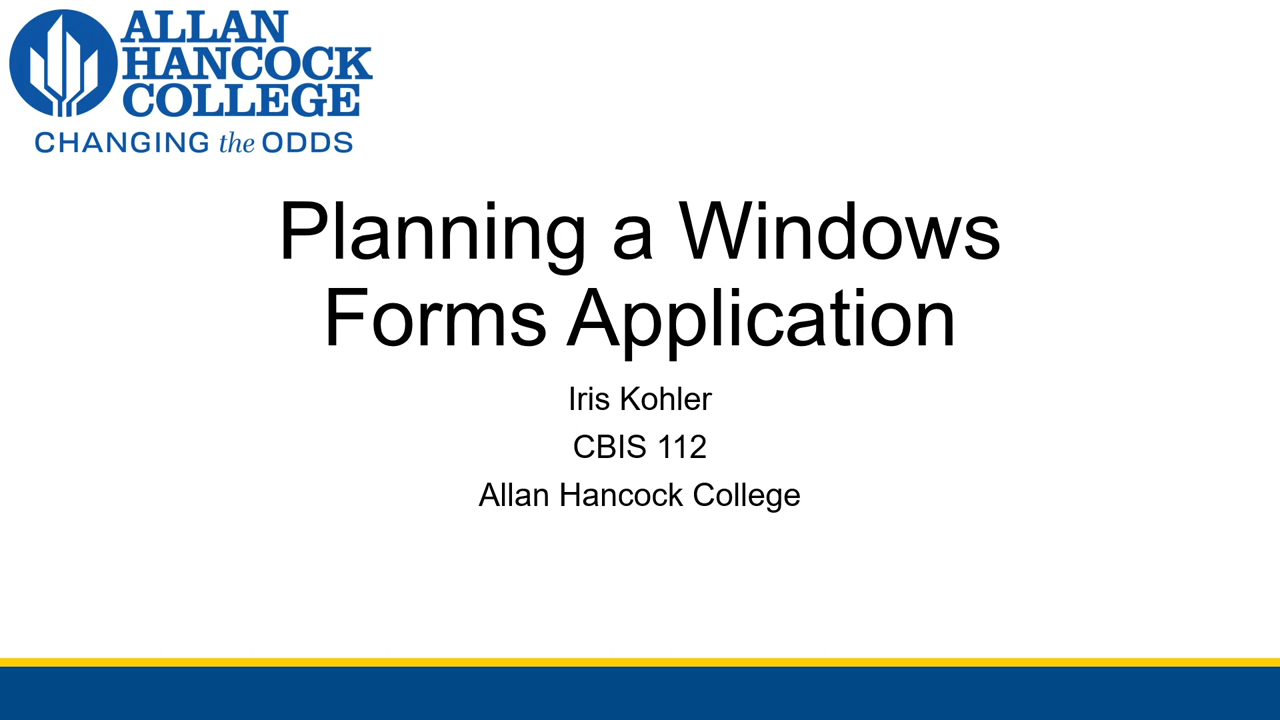 ALLAN
HANCOCK
COLLEGE
CHANGING the ODDS
Planning a Windows
Forms Application
Iris Kohler
CBIS 112
Allan Hancock College